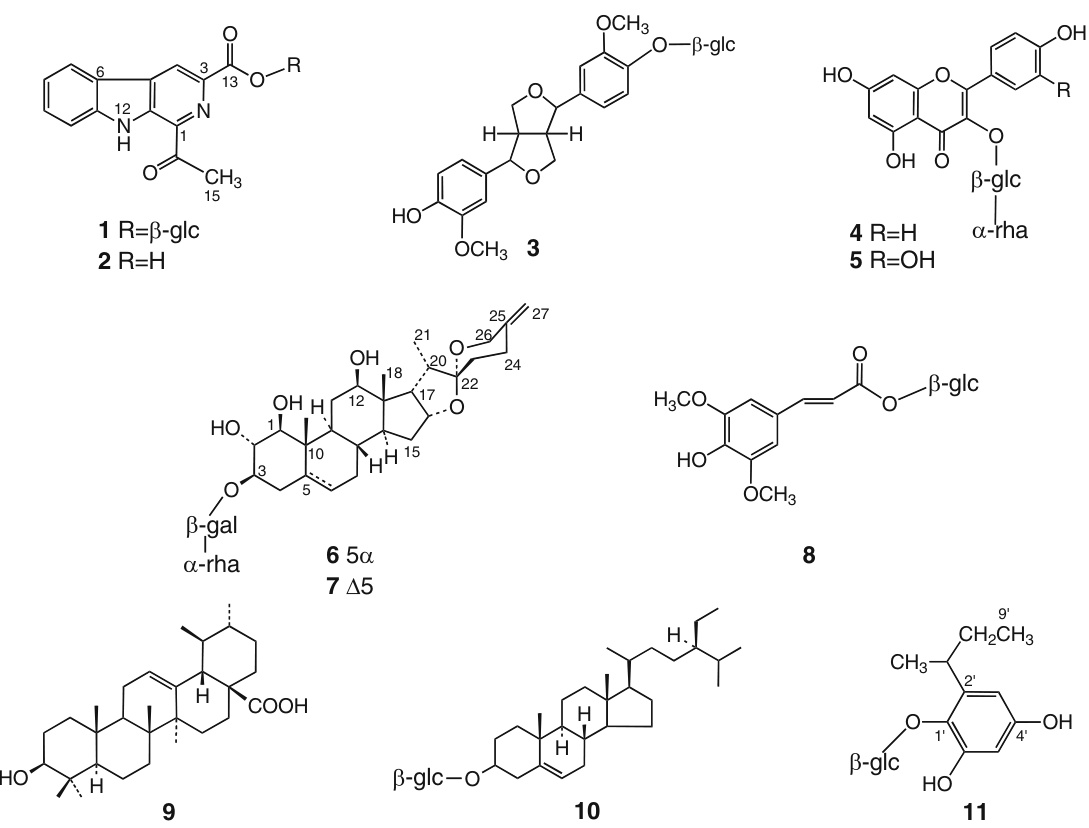 O
R
3
6
13
O
12
N
H
N
1
O
CH3
15
1 R=β-glc
2 R=H
OCH3
O
β-glc
O
H
H
O
HO
OCH3
3
OH
HO
O
R
O
OH
O
β-glc
α-rha
4 R=H
5 R=OH
25
27
21
O
26
20
24
OH
18
22
12
17
O
OH
H
HO
1
10
15
H
H
3
5
O
β-gal
α-rha
6 5α
7 Δ5
O
β-glc
H3CO
O
HO
OCH3
8
H
COOH
HO
H
9
H
H
H
β-glc
O
10
9'
CH2CH3
CH3
2'
O
1'
4'
OH
β-glc
HO
11